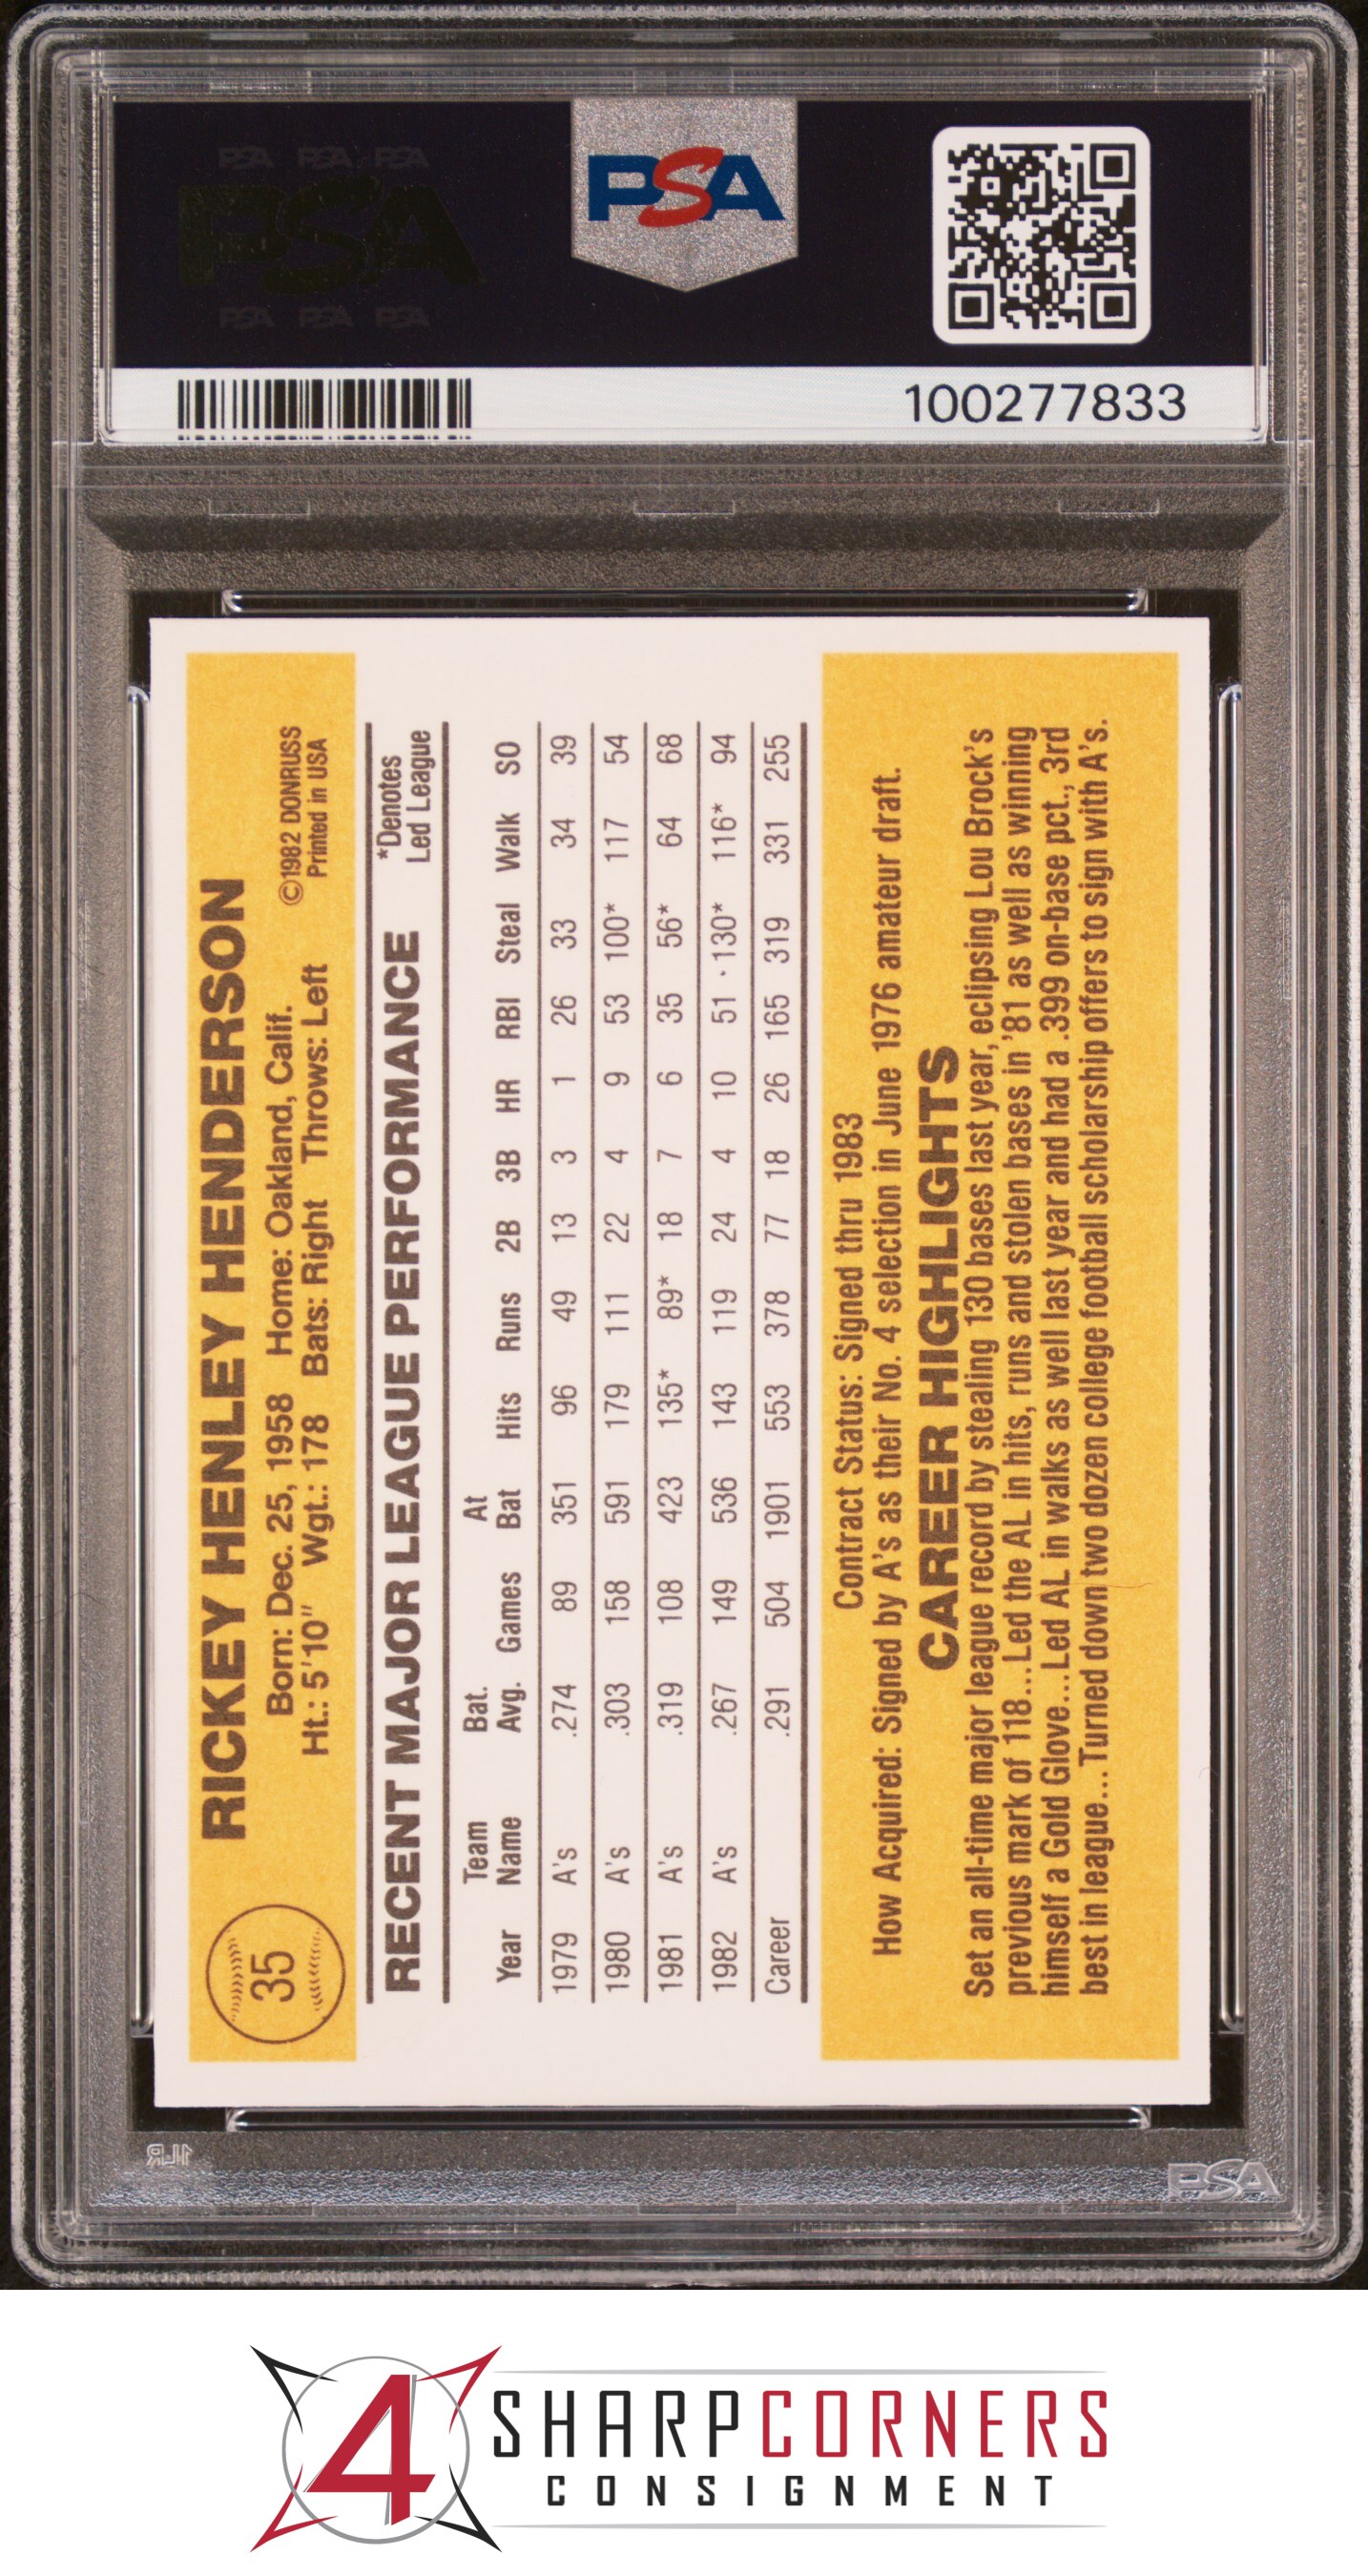 PSA PSA PSA
PSA
PSA PSA PSA
PSA
100277833
35
RICKEY HENLEY HENDERSON
Born: Dec. 25, 1958 Home: Oakland, Calif. ©1982 DONRUSS
Ht.: 5'10" Wgt.: 178 Bats: Right Throws: Left Printed in USA
RECENT MAJOR LEAGUE PERFORMANCE *Denotes Led League
Year Team Name Bat. Avg. Games At Bat Hits Runs 2B 3B HR RBI Steal Walk SO
1979 A's .274 89 351 96 49 13 3 1 26 33 34 39
1980 A's .303 158 591 179 111 22 4 9 53 100* 117 54
1981 A's .319 108 423 135* 89* 18 7 6 35 56* 64 68
1982 A's .267 149 536 143 119 24 4 10 51 130* 116* 94
Career .291 504 1901 553 378 77 18 26 165 319 331 255
Contract Status: Signed thru 1983
How Acquired: Signed by A's as their No. 4 selection in June 1976 amateur draft.
CAREER HIGHLIGHTS
Set an all-time major league record by stealing 130 bases last year, eclipsing Lou Brock's
previous mark of 118...Led the AL in hits, runs and stolen bases in '81 as well as winning
himself a Gold Glove...Led AL in walks as well last year and had a .399 on-base pct., 3rd
best in league...Turned down two dozen college football scholarship offers to sign with A's.
1LR
PSA
4
SHARPCORNERS
CONSIGNMENT